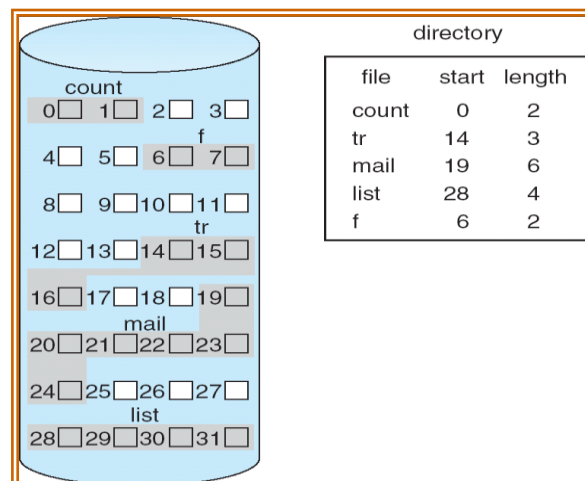 count
0 1 2 3
f
4 5 6 7
8 9 10 11
tr
12 13 14 15
16 17 18 19
mail
20 21 22 23
24 25 26 27
list
28 29 30 31
directory
file start length
count 0 2
tr 14 3
mail 19 6
list 28 4
f 6 2